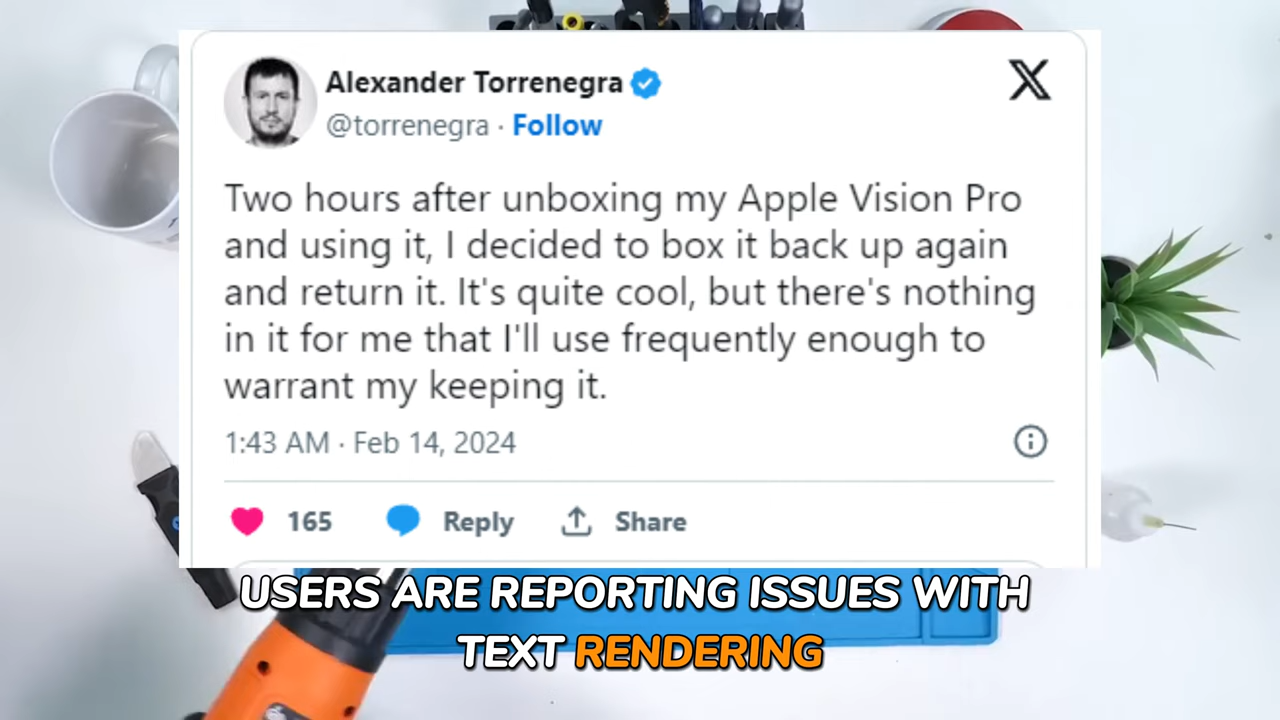 Alexander Torrenegra
@torrenegra · Follow
Two hours after unboxing my Apple Vision Pro
and using it, I decided to box it back up again
and return it. It's quite cool, but there's nothing
in it for me that I'll use frequently enough to
warrant my keeping it.
1:43 AM · Feb 14, 2024
165 Reply Share
USERS ARE REPORTING ISSUES WITH
TEXT RENDERING